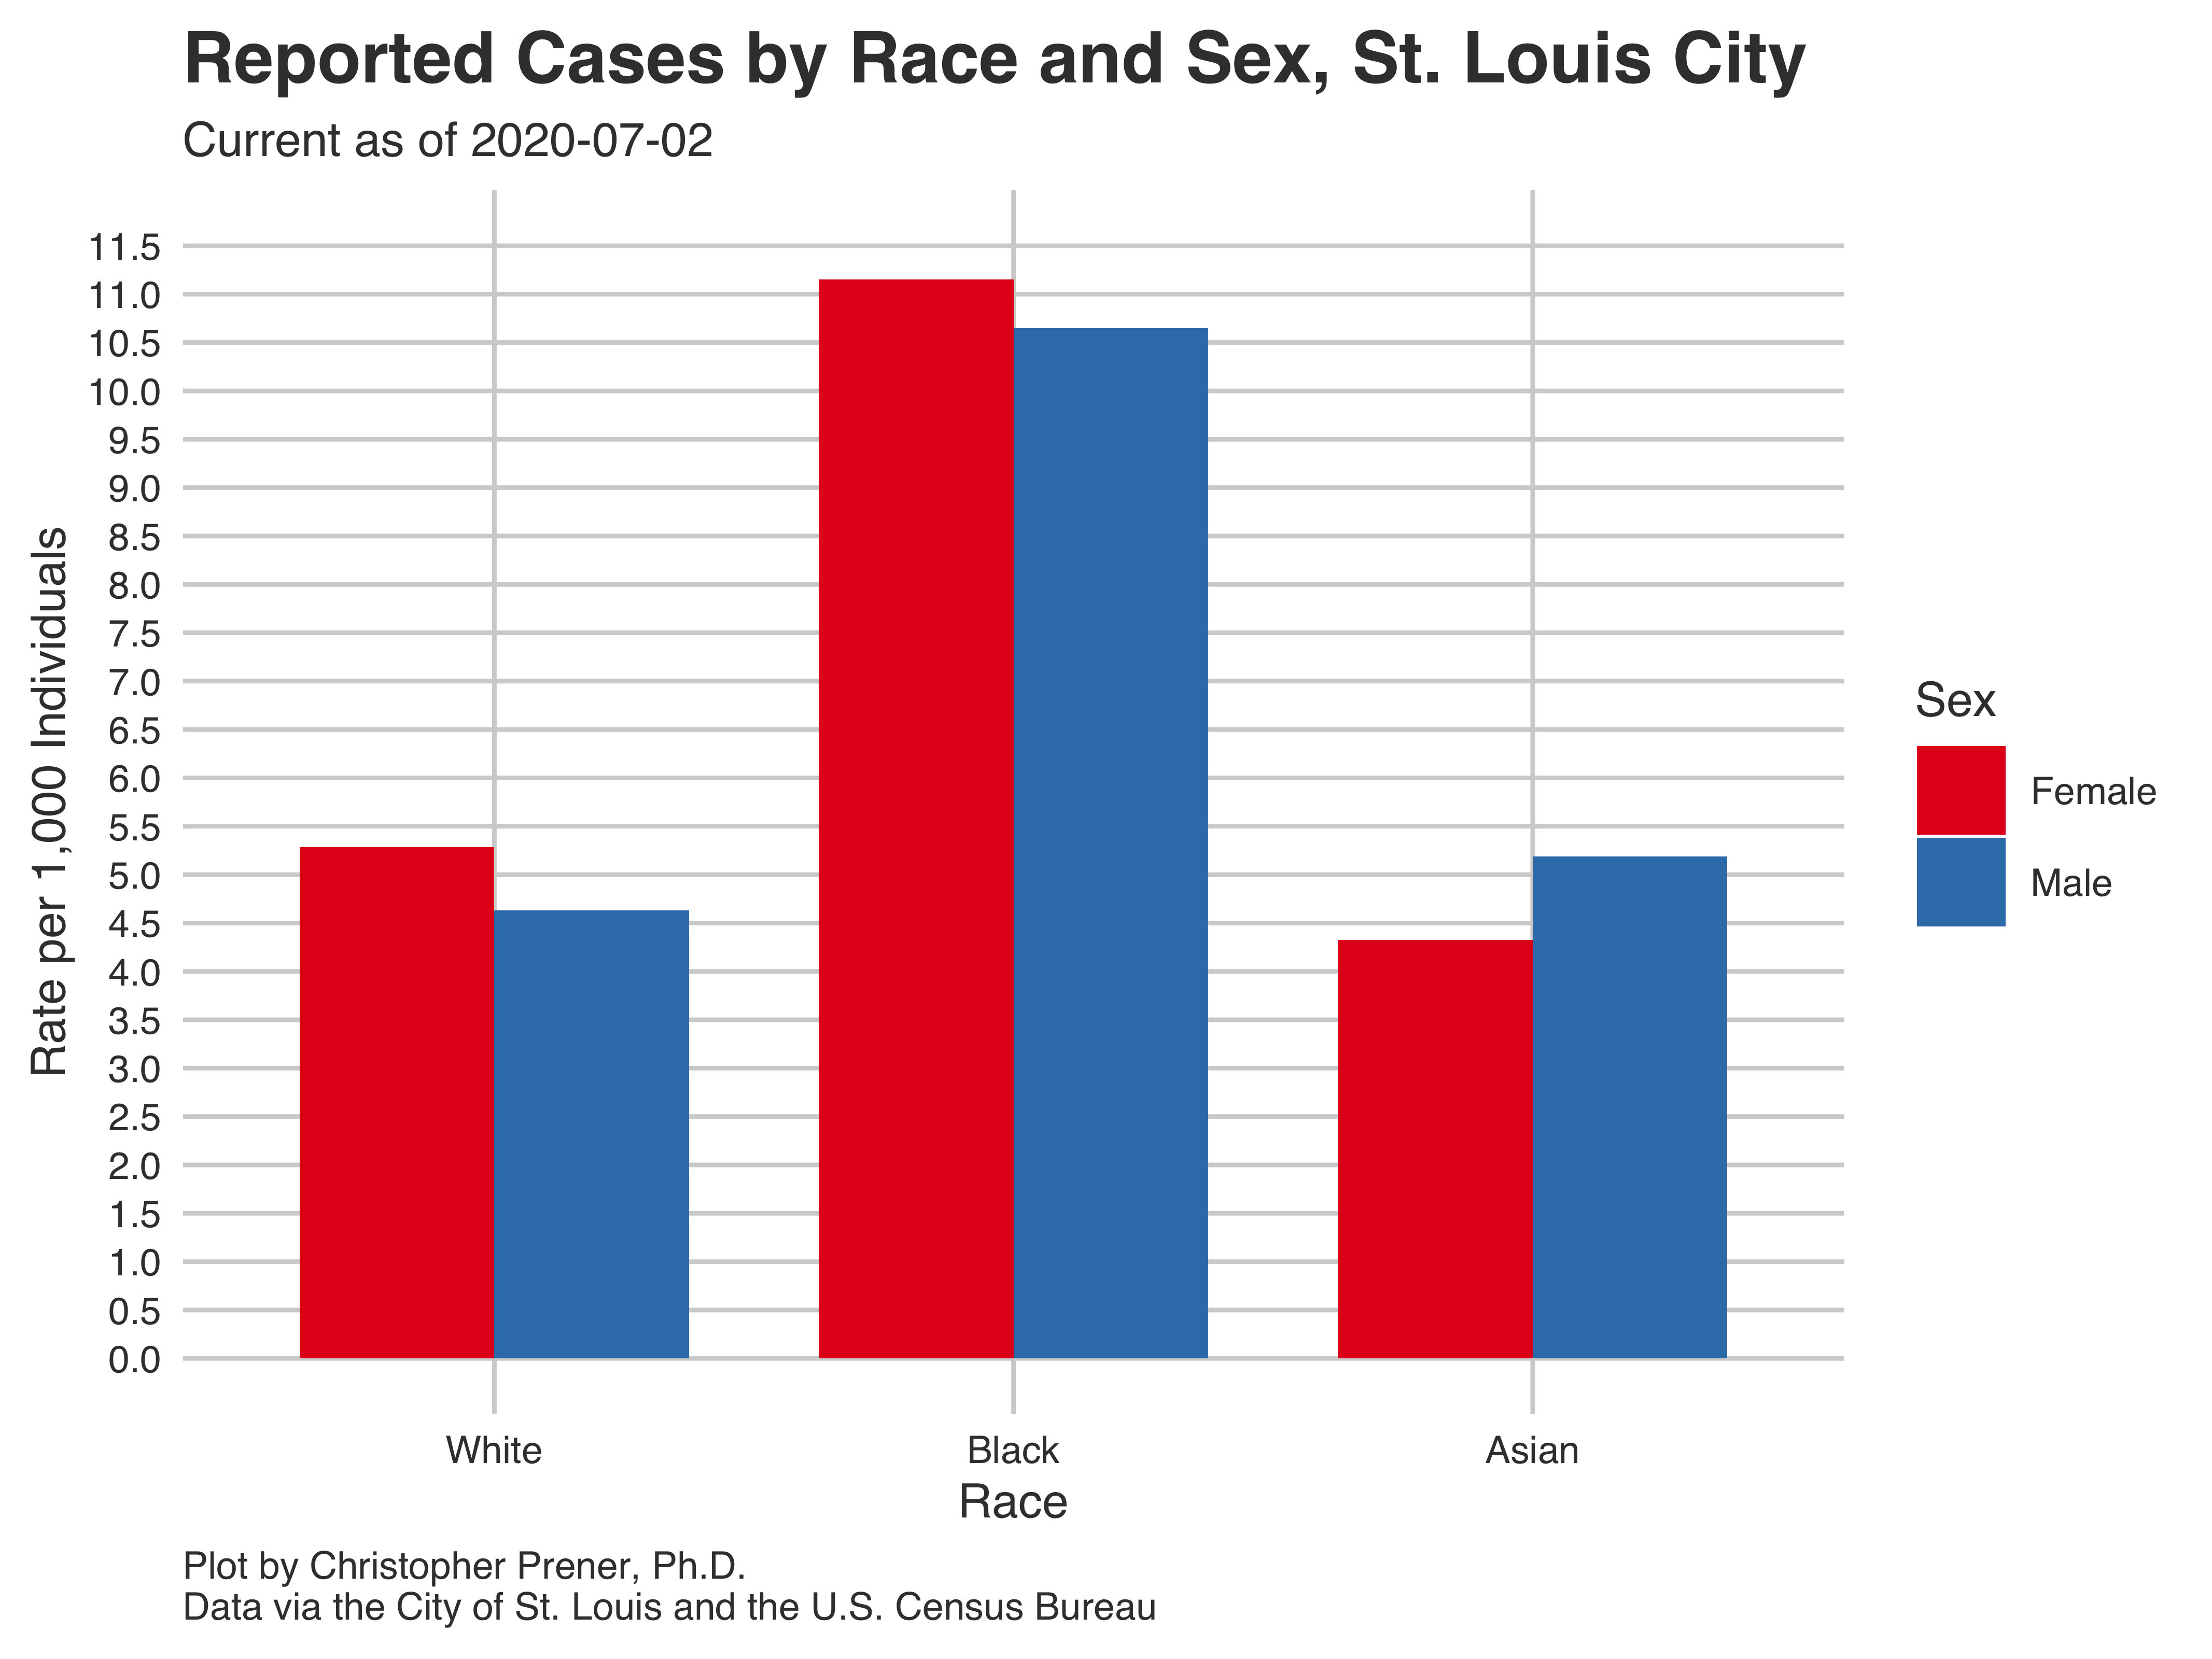 Reported Cases by Race and Sex, St. Louis City
Current as of 2020-07-02
Rate per 1,000 Individuals
11.5
11.0
10.5
10.0
9.5
9.0
8.5
8.0
7.5
7.0
6.5
6.0
5.5
5.0
4.5
4.0
3.5
3.0
2.5
2.0
1.5
1.0
0.5
0.0
White
Black
Asian
Race
Sex
Female
Male
Plot by Christopher Prener, Ph.D.
Data via the City of St. Louis and the U.S. Census Bureau